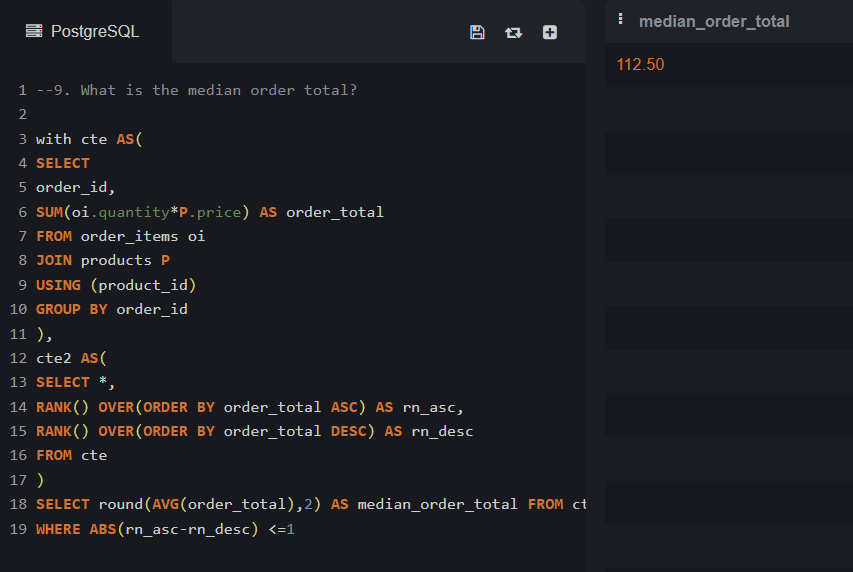 PostgreSQL
1 --9. What is the median order total?
2
3 with cte AS(
4 SELECT
5 order_id,
6 SUM(oi.quantity*P.price) AS order_total
7 FROM order_items oi
8 JOIN products P
9 USING (product_id)
10 GROUP BY order_id
11 ),
12 cte2 AS(
13 SELECT *,
14 RANK() OVER(ORDER BY order_total ASC) AS rn_asc,
15 RANK() OVER(ORDER BY order_total DESC) AS rn_desc
16 FROM cte
17 )
18 SELECT round(AVG(order_total),2) AS median_order_total FROM ct
19 WHERE ABS(rn_asc-rn_desc) <=1
median_order_total
112.50